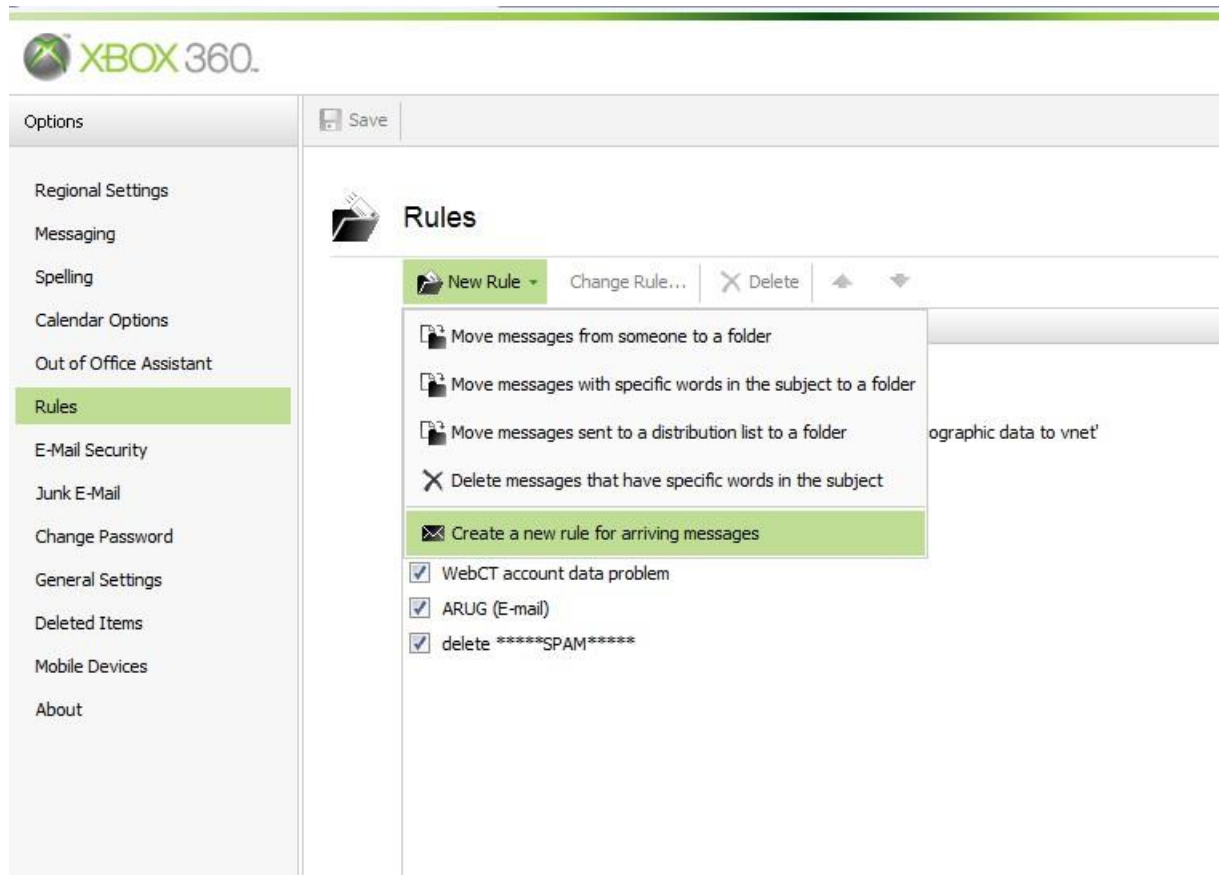 XBOX 360
Options
Save
Regional Settings
Messaging
Spelling
Calendar Options
Out of Office Assistant
Rules
E-Mail Security
Junk E-Mail
Change Password
General Settings
Deleted Items
Mobile Devices
About
Rules
New Rule Change Rule... Delete
Move messages from someone to a folder
Move messages with specific words in the subject to a folder
Move messages sent to a distribution list to a folder
ographic data to vnet'
Delete messages that have specific words in the subject
Create a new rule for arriving messages
WebCT account data problem
ARUG (E-mail)
delete *****SPAM*****